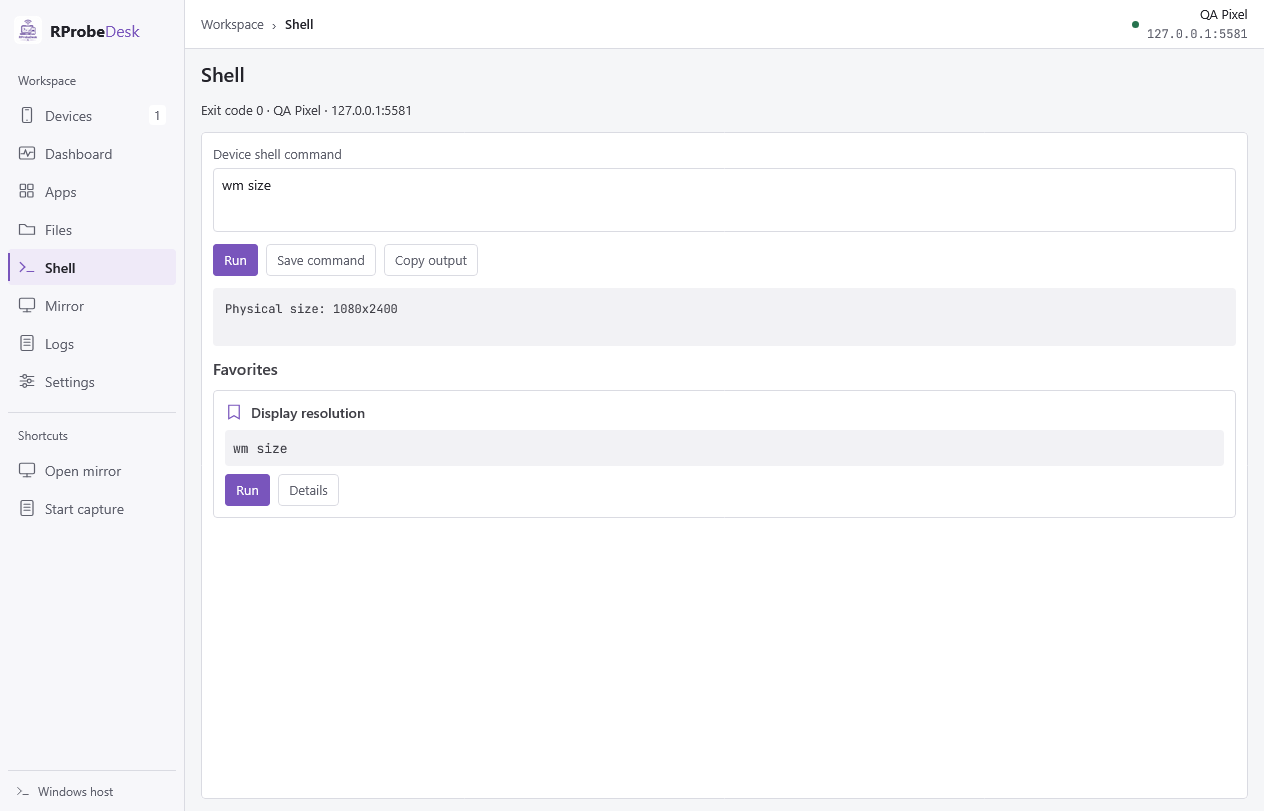 RProbeDesk
Workspace
Devices 1
Dashboard
Apps
Files
Shell
Mirror
Logs
Settings
Shortcuts
Open mirror
Start capture
Windows host
Workspace › Shell
QA Pixel
127.0.0.1:5581
Shell
Exit code 0 · QA Pixel · 127.0.0.1:5581
Device shell command
wm size
Run Save command Copy output
Physical size: 1080x2400
Favorites
Display resolution
wm size
Run Details